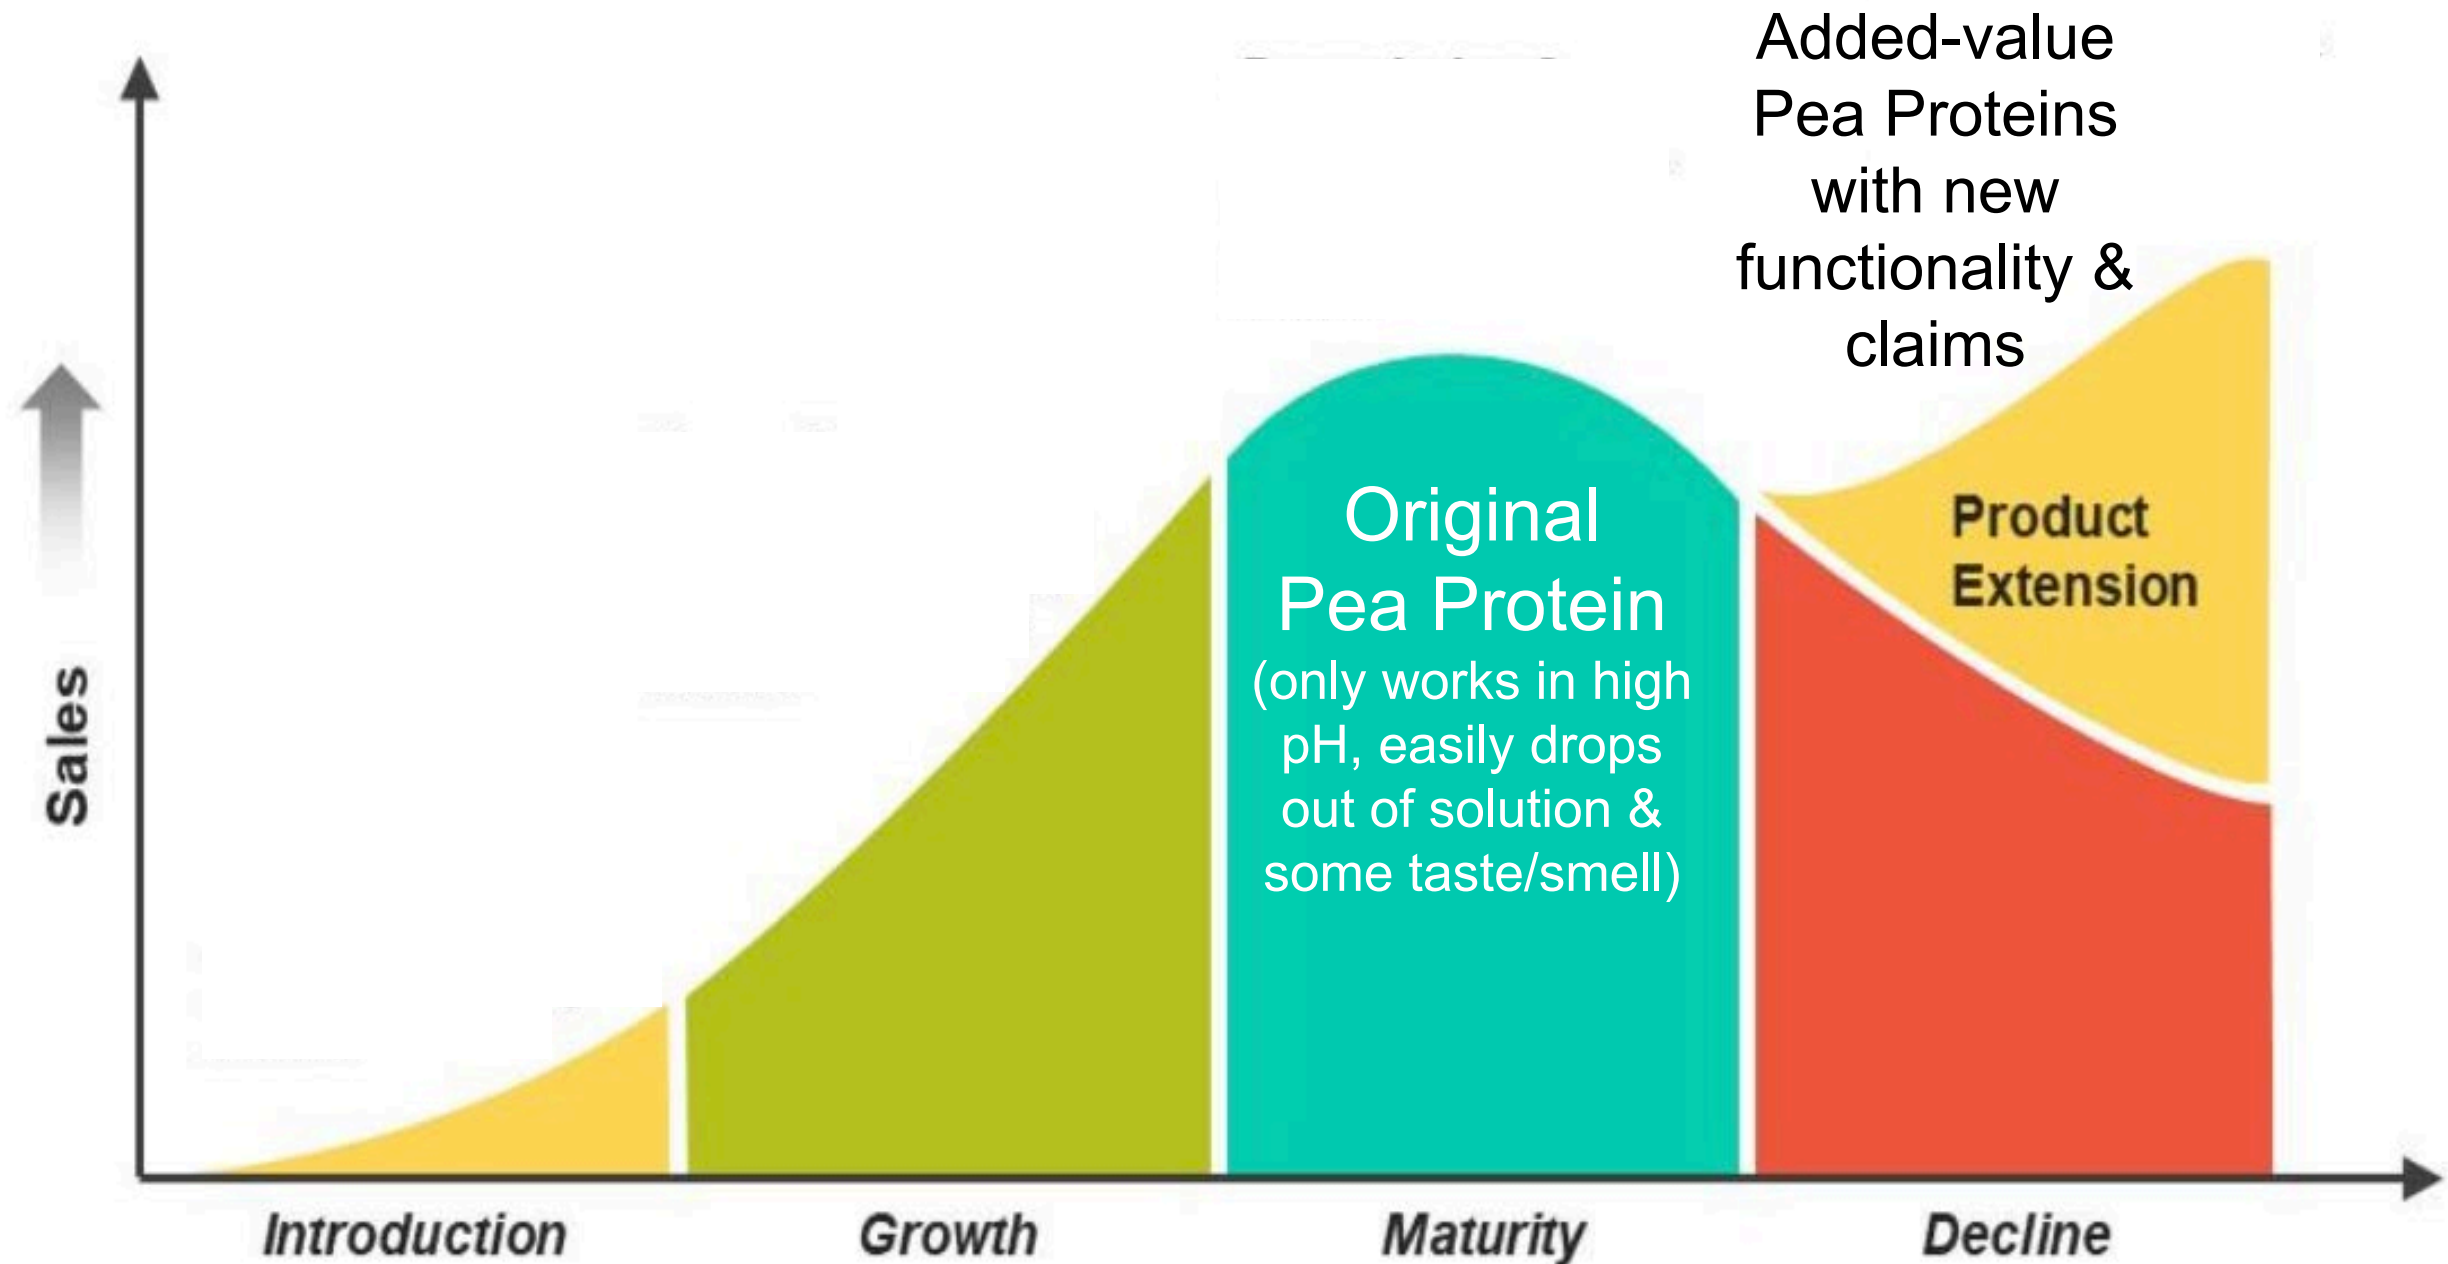 Added-value
Pea Proteins
with new
functionality &
claims
Sales
Original
Pea Protein
(only works in high
pH, easily drops
out of solution &
some taste/smell)
Product
Extension
Introduction
Growth
Maturity
Decline